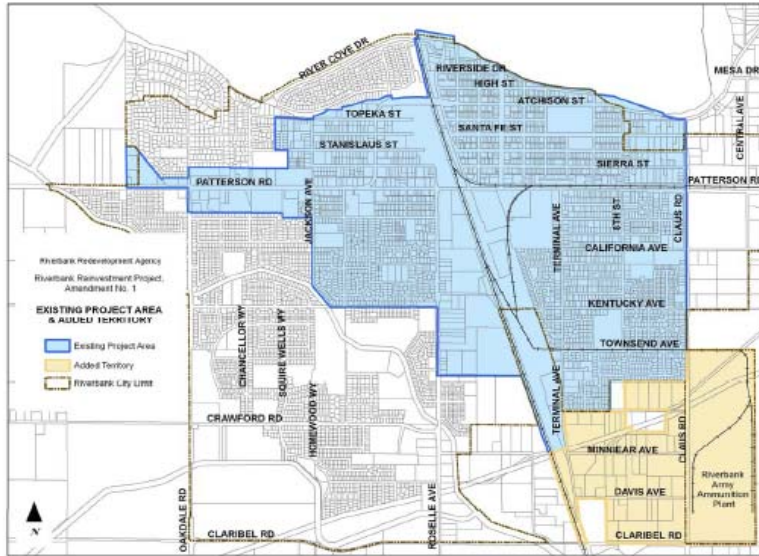 RIVER COVE DR
RIVERSIDE DR
HIGH ST
MESA DR
ATCHISON ST
TOPEKA ST
CENTRAL AVE
SANTA FE ST
STANISLAUS ST
SIERRA ST
PATTERSON RD
PATTERSON RD
JACKSON AVE
TERMINAL AVE
8TH ST
CLAUS RD
CALIFORNIA AVE
Riverbank Redevelopment Agency
Riverbank Reinvestment Project,
Amendment No. 1
EXISTING PROJECT AREA
& ADDED TERRITORY
Existing Project Area
Added Territory
Riverbank City Limit
KENTUCKY AVE
TOWNSEND AVE
CHANCELLOR WY
SQUIRE WELLS WY
HOMEWOOD WY
TERMINAL AVE
CRAWFORD RD
CLAUS RD
MINNIEAR AVE
Riverbank
Army
Ammunition
Plant
DAVIS AVE
OAKDALE RD
ROSELLE AVE
N
CLARIBEL RD
CLARIBEL RD